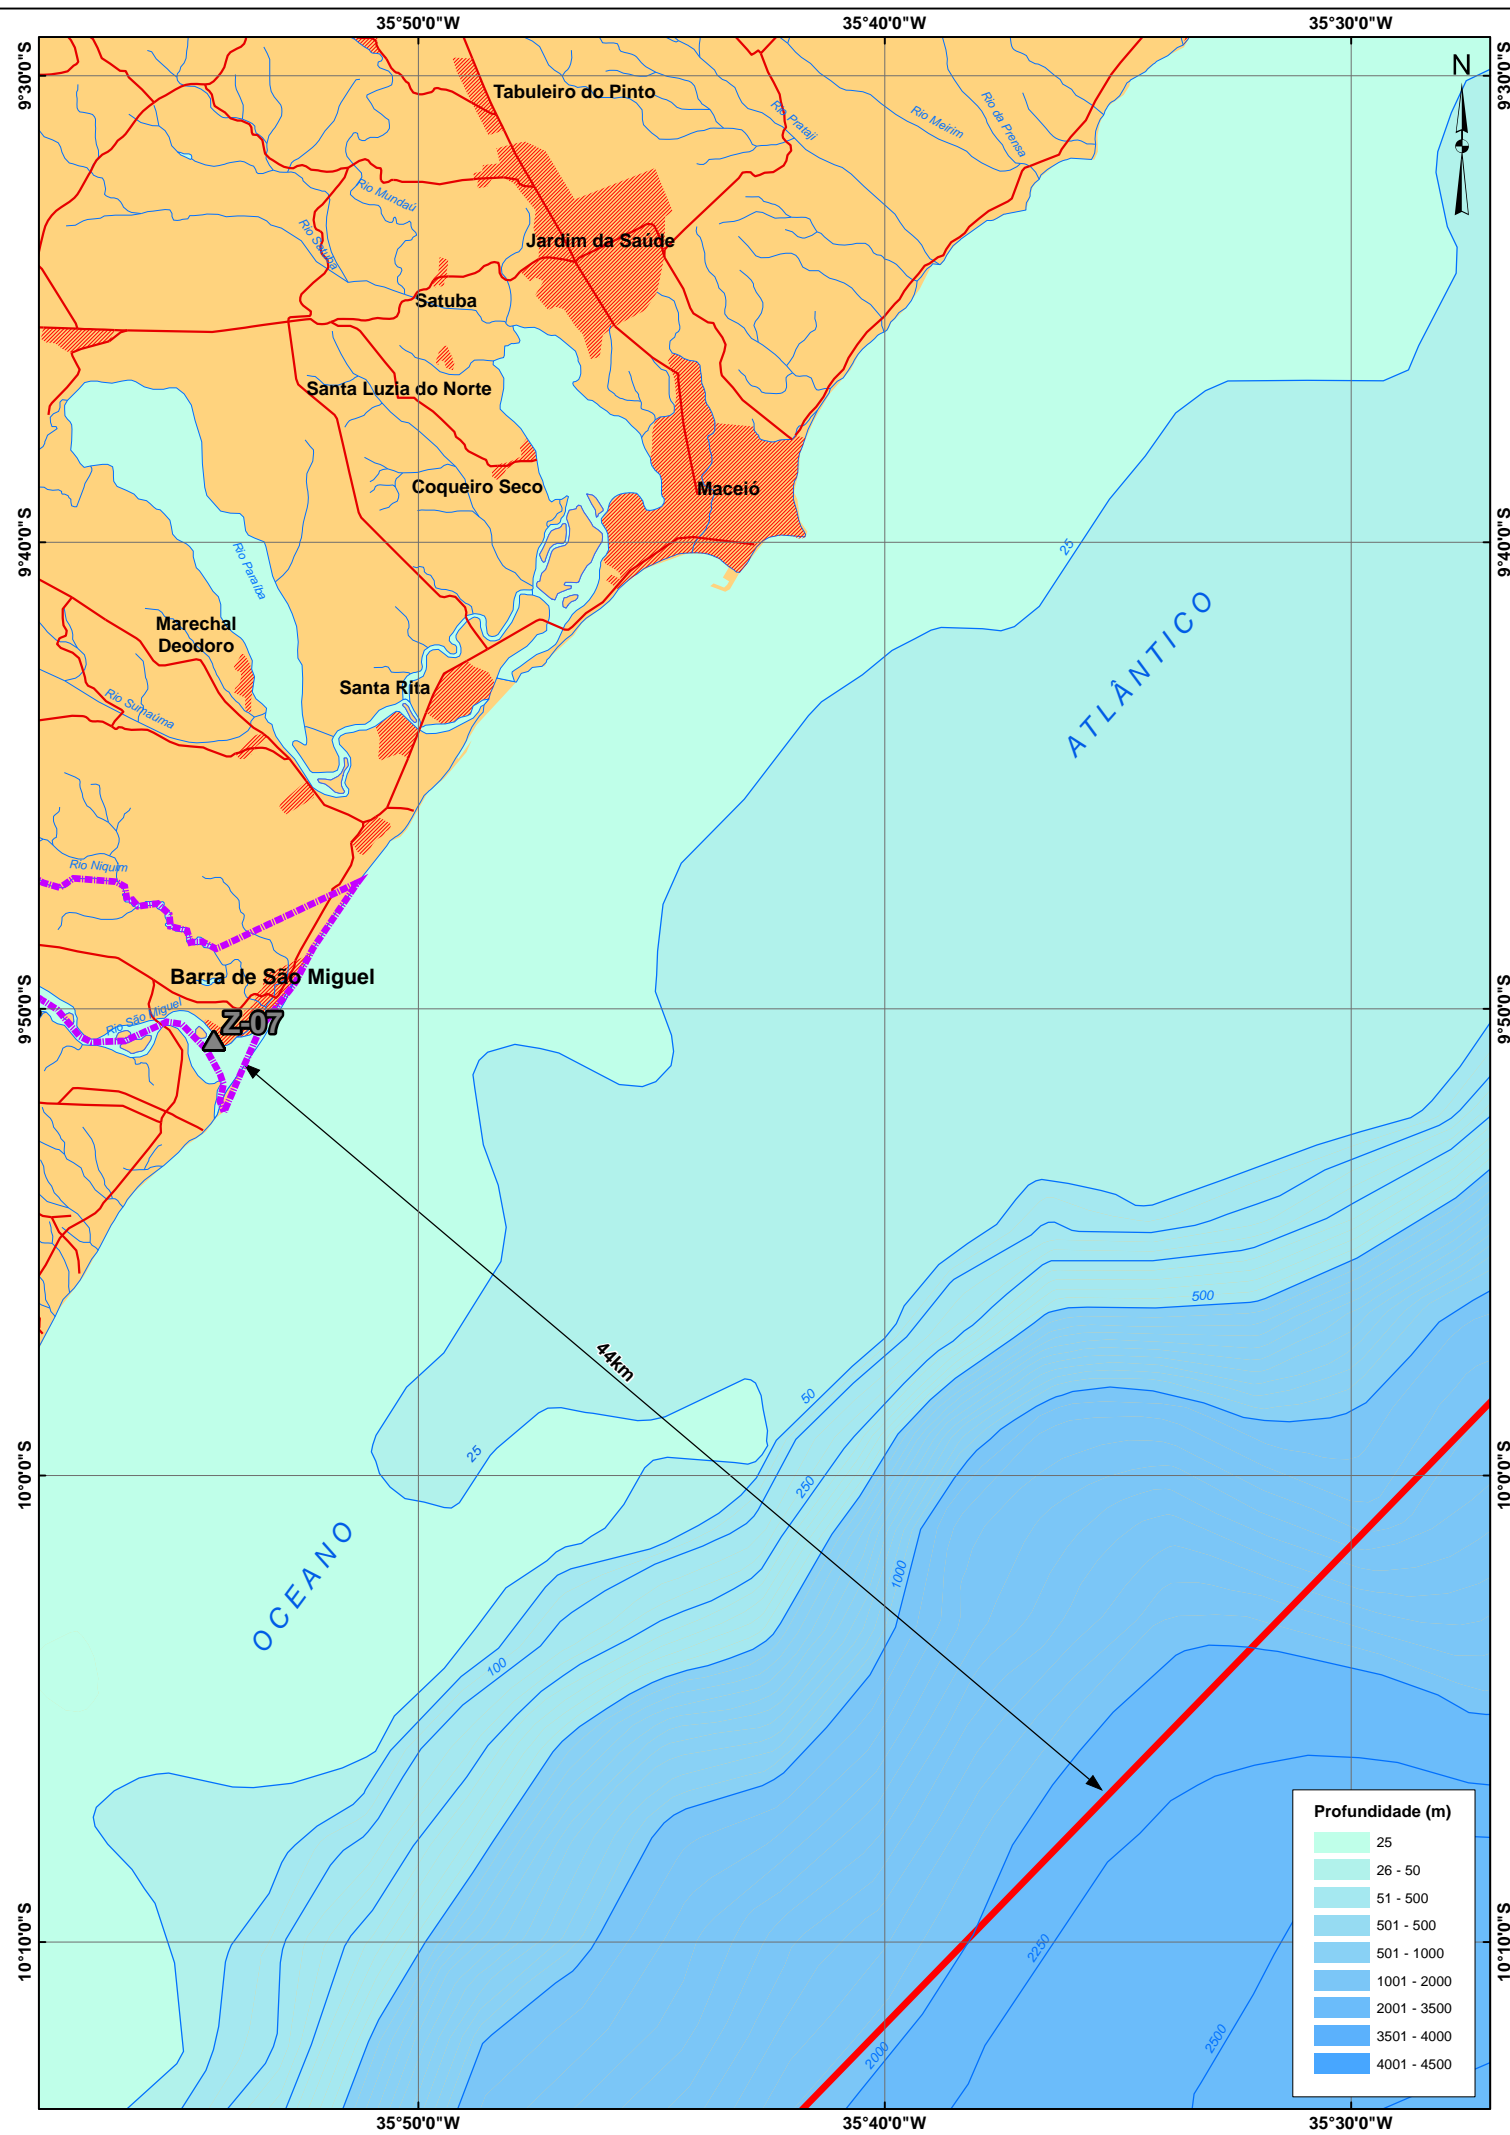 35°50'0"W
35°40'0"W
35°30'0"W
9°30'0"S
9°30'0"S
N
Tabuleiro do Pinto
Rio Prataji
Rio Meirim
Rio da Prensa
Rio Mundaú
Rio Satuba
Jardim da Saúde
Satuba
Santa Luzia do Norte
Coqueiro Seco
Maceió
9°40'0"S
9°40'0"S
25
Rio Paraíba
ATLÂNTICO
Marechal
Deodoro
Santa Rita
Rio Sumaúma
Rio Niquim
Barra de São Miguel
9°50'0"S
9°50'0"S
Rio São Miguel
Z-07
500
44km
50
25
250
10°0'0"S
10°0'0"S
OCEANO
1000
100
Profundidade (m)
25
26 - 50
51 - 500
501 - 500
501 - 1000
1001 - 2000
2001 - 3500
3501 - 4000
4001 - 4500
10°10'0"S
10°10'0"S
2250
2000
2500
35°50'0"W
35°40'0"W
35°30'0"W